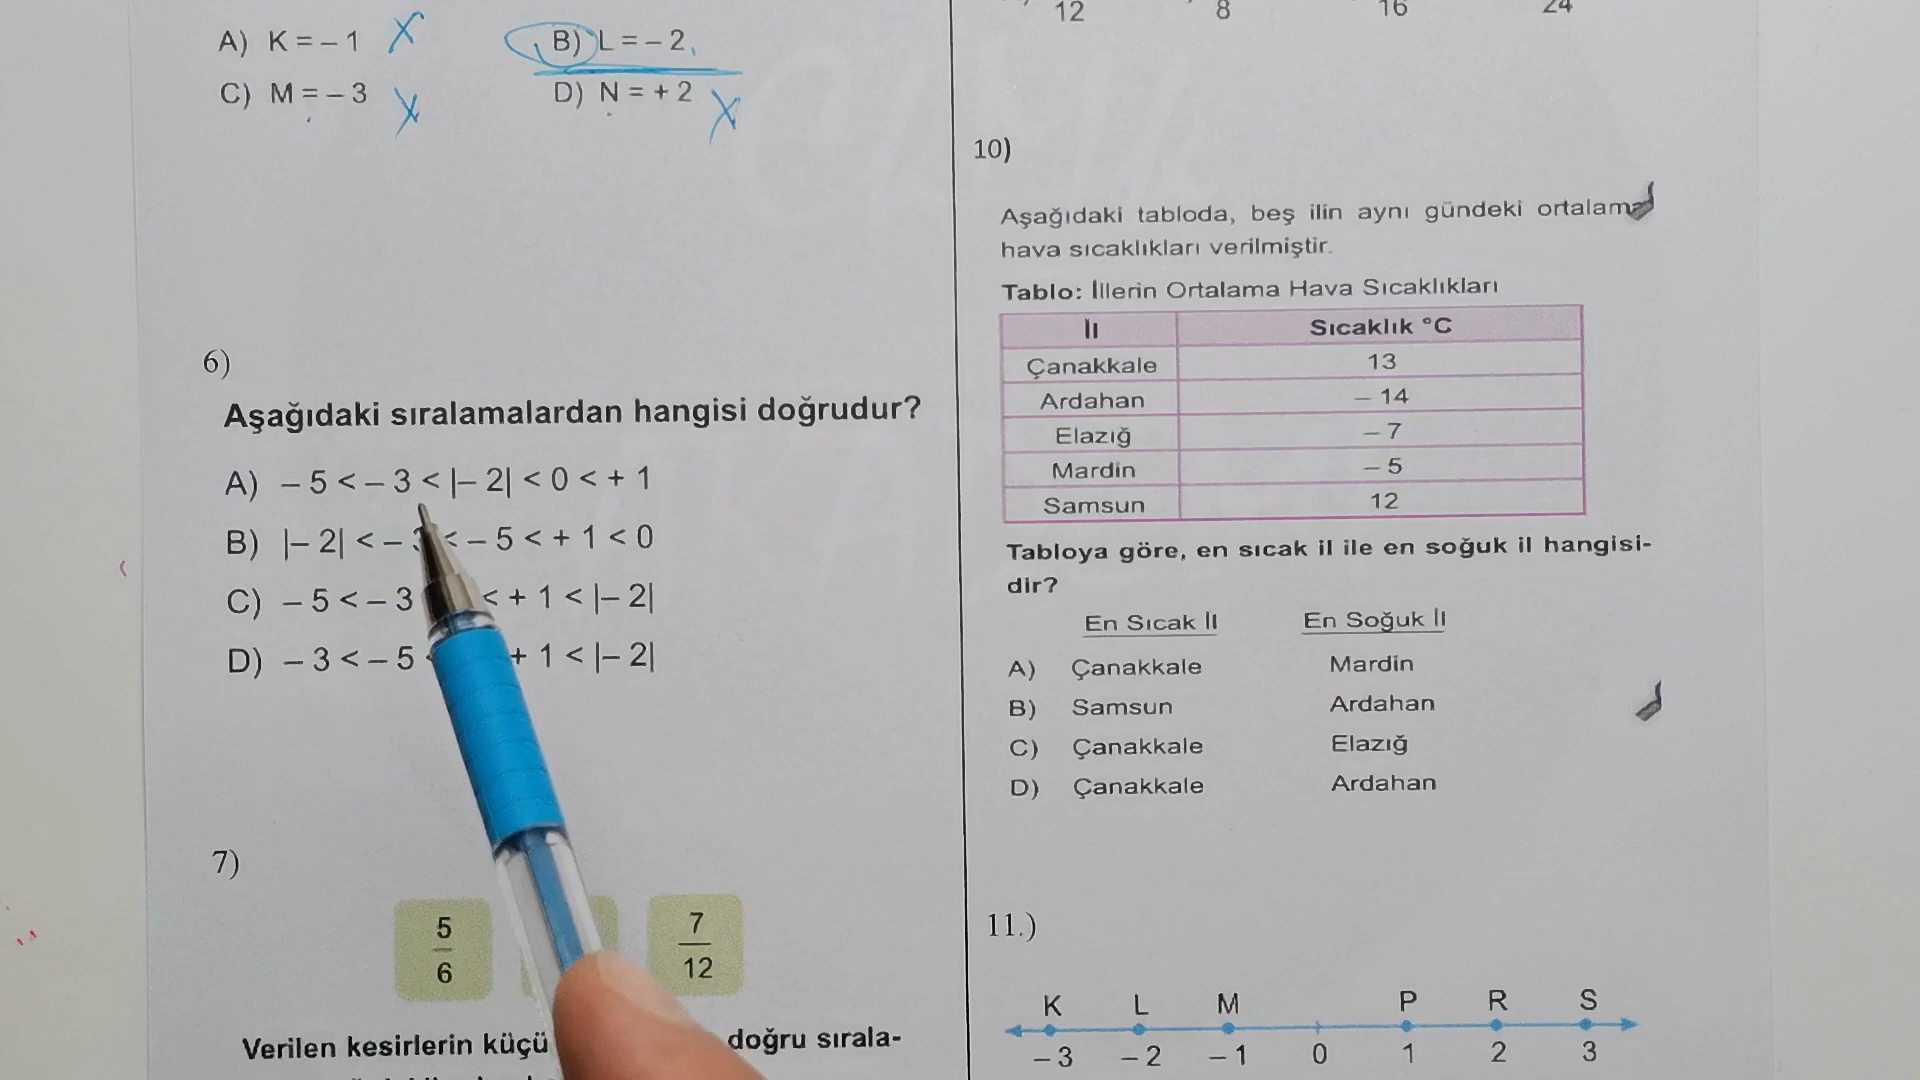 A) K = – 1
B) L = – 2
C) M = – 3
D) N = + 2
6)
Aşağıdaki sıralamalardan hangisi doğrudur?
A) – 5 < – 3 < |– 2| < 0 < + 1
B) |– 2| < – 3 < – 5 < + 1 < 0
C) – 5 < – 3 < + 1 < |– 2|
D) – 3 < – 5 + 1 < |– 2|
7)
5/6
7/12
Verilen kesirlerin doğru sırala-
12 8 16 24
10)
Aşağıdaki tabloda, beş ilin aynı gündeki ortalama
hava sıcaklıkları verilmiştir.
Tablo: İllerin Ortalama Hava Sıcaklıkları
İl Sıcaklık °C
Çanakkale 13
Ardahan – 14
Elazığ – 7
Mardin – 5
Samsun 12
Tabloya göre, en sıcak il ile en soğuk il hangisi-
dir?
En Sıcak İl En Soğuk İl
A) Çanakkale Mardin
B) Samsun Ardahan
C) Çanakkale Elazığ
D) Çanakkale Ardahan
11.)
K L M P R S
– 3 – 2 – 1 0 1 2 3